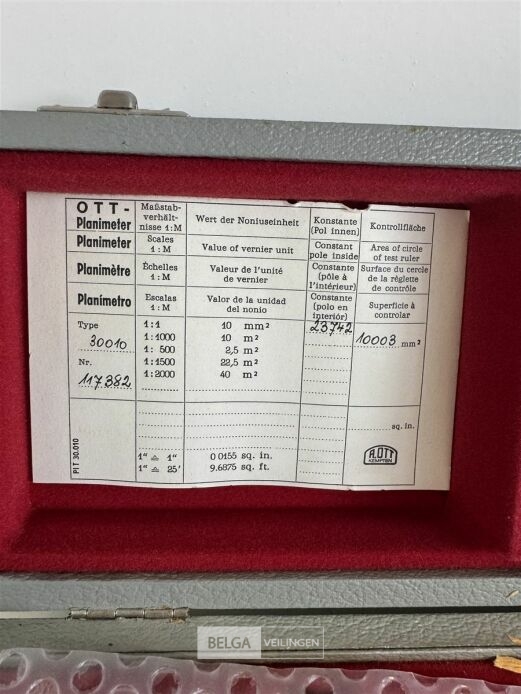 OTT- Maßstab- Wert der Noniuseinheit Konstante Kontrollfläche
Planimeter verhält- (Pol innen)
nisse 1:M
Planimeter Scales Value of vernier unit Constant Area of circle
1:M pole inside of test ruler
Planimètre Échelles Valeur de l'unité Constante Surface du cercle
1:M de vernier (pôle à de la réglette
l'intérieur) de contrôle
Planimetro Escalas Valor de la unidad Constante Superficie à
1:M del nonio (polo en controlar
interiór)
Type 1:1 10 mm² 23742
30010 1:1000 10 m² 10003 mm²
1: 500 2,5 m²
Nr. 1:1500 22,5 m²
117382 1:2000 40 m²
sq. in.
PIT 30.010
1" ≙ 1" 0 0155 sq. in.
1" ≙ 25' 9.6875 sq. ft.
A.OTT
KEMPTEN
BELGA VEILINGEN